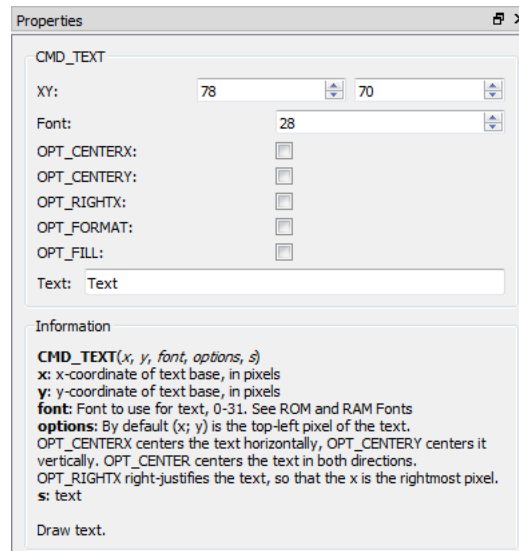 Properties
CMD_TEXT
XY: 78 70
Font: 28
OPT_CENTERX:
OPT_CENTERY:
OPT_RIGHTX:
OPT_FORMAT:
OPT_FILL:
Text: Text
Information
CMD_TEXT(x, y, font, options, s)
x: x-coordinate of text base, in pixels
y: y-coordinate of text base, in pixels
font: Font to use for text, 0-31. See ROM and RAM Fonts
options: By default (x; y) is the top-left pixel of the text.
OPT_CENTERX centers the text horizontally, OPT_CENTERY centers it
vertically. OPT_CENTER centers the text in both directions.
OPT_RIGHTX right-justifies the text, so that the x is the rightmost pixel.
s: text
Draw text.